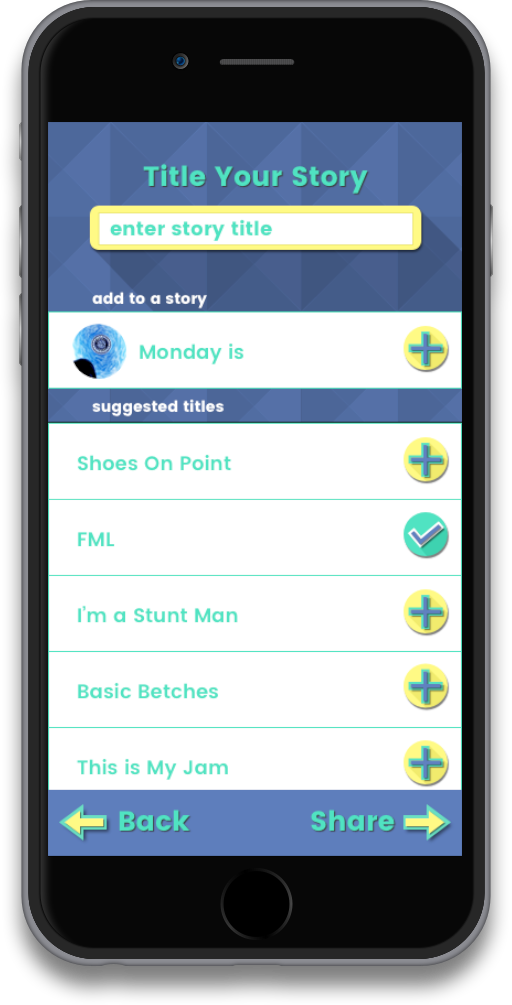 Title Your Story
enter story title
add to a story
Monday is
suggested titles
Shoes On Point
FML
I'm a Stunt Man
Basic Betches
This is My Jam
Back
Share